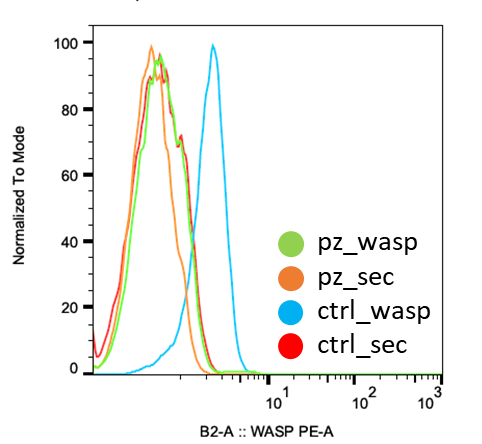 100
80
60
40
20
0
Normalized To Mode
pz_wasp
pz_sec
ctrl_wasp
ctrl_sec
10^1
10^2
10^3
B2-A :: WASP PE-A